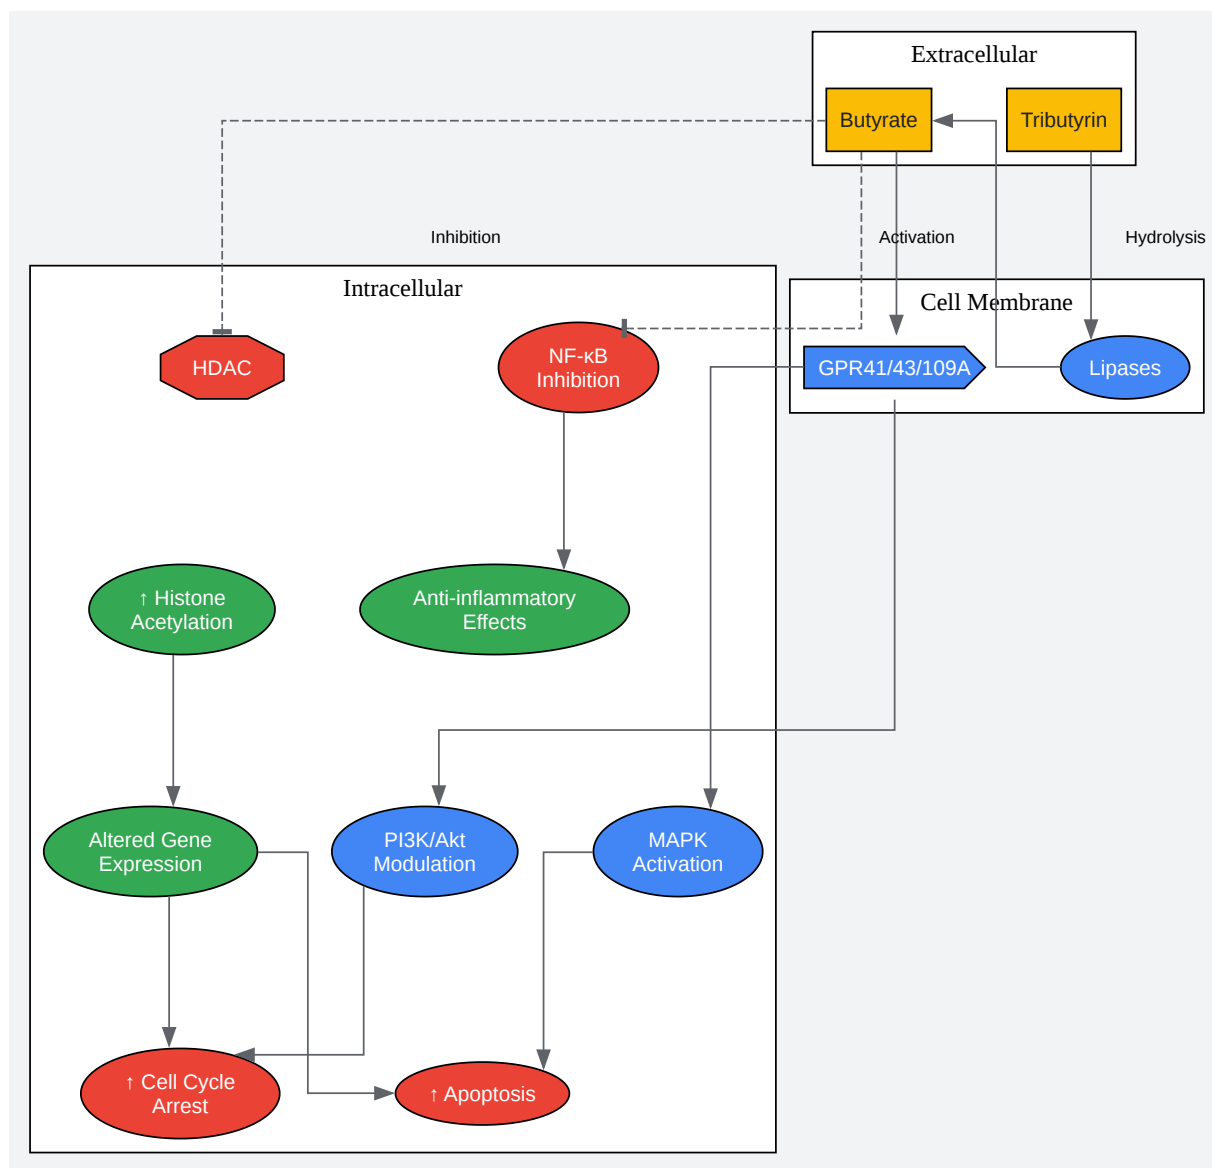 Extracellular
Butyrate
Tributyrin
Inhibition
Activation
Hydrolysis
Intracellular
Cell Membrane
HDAC
NF-κB
Inhibition
GPR41/43/109A
Lipases
↑ Histone
Acetylation
Anti-inflammatory
Effects
Altered Gene
Expression
PI3K/Akt
Modulation
MAPK
Activation
↑ Cell Cycle
Arrest
↑ Apoptosis